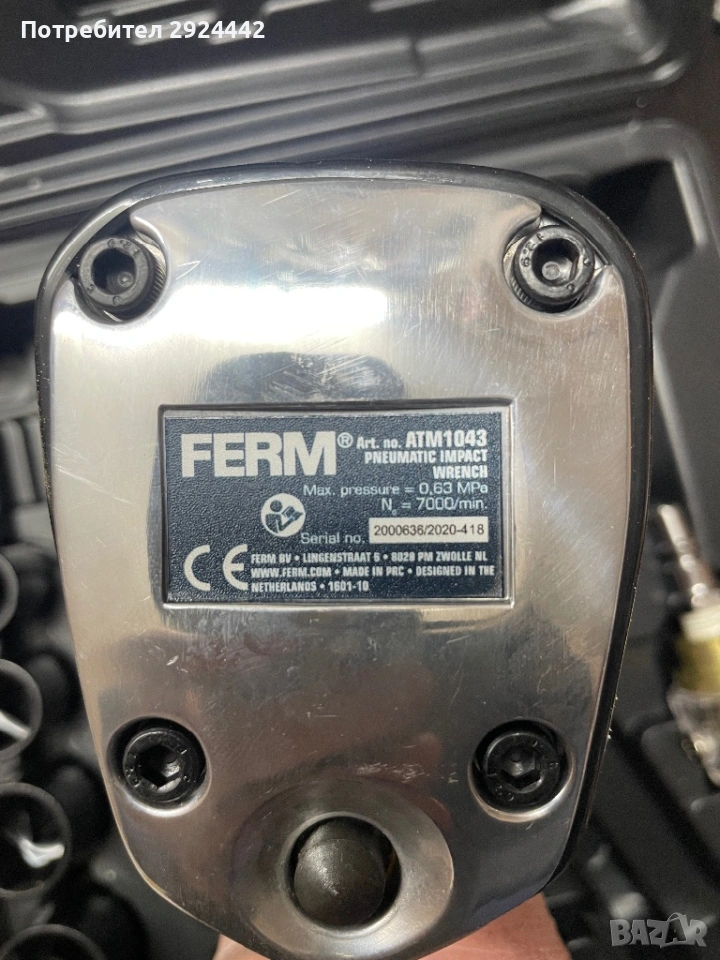 Потребител 2924442
FERM® Art. no. ATM1043
PNEUMATIC IMPACT
WRENCH
Max. pressure = 0,63 MPa
N₀ = 7000/min.
Serial no. 2000636/2020-418
CE FERM BV • LINGENSTRAAT 6 • 8028 PM ZWOLLE NL
WWW.FERM.COM • MADE IN PRC • DESIGNED IN THE
NETHERLANDS • 1601-10
BAZAR